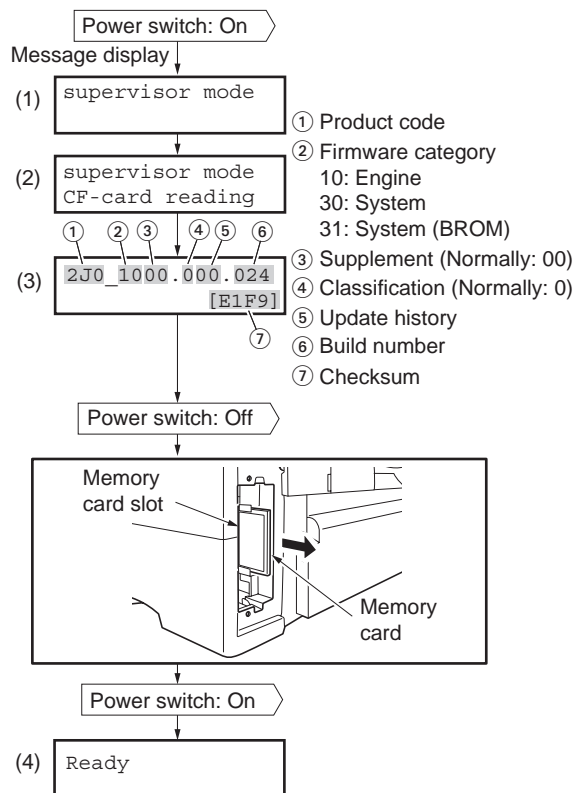 Power switch: On
Message display
(1)
supervisor mode
① Product code
② Firmware category
10: Engine
30: System
31: System (BROM)
③ Supplement (Normally: 00)
④ Classification (Normally: 0)
⑤ Update history
⑥ Build number
⑦ Checksum
(2)
supervisor mode
CF-card reading
① ② ③ ④ ⑤ ⑥
(3)
2J0_1000.000.024
[E1F9]
⑦
Power switch: Off
Memory
card slot
Memory
card
Power switch: On
(4)
Ready